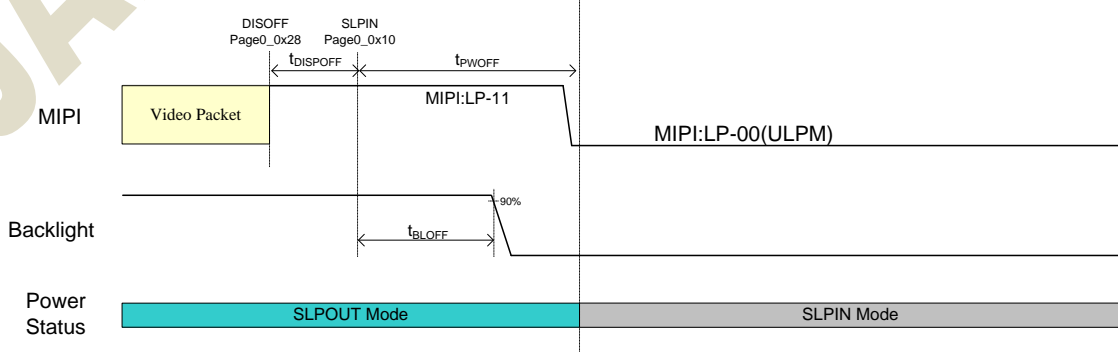 DISOFF
Page0_0x28
SLPIN
Page0_0x10
tDISPOFF
tPWOFF
MIPI
Video Packet
MIPI:LP-11
MIPI:LP-00(ULPM)
90%
Backlight
tBLOFF
Power
Status
SLPOUT Mode
SLPIN Mode